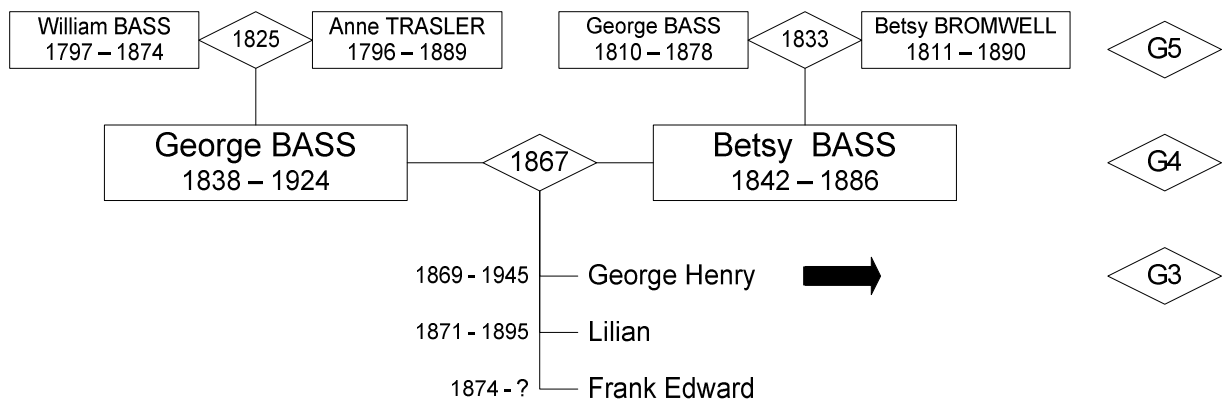 William BASS
1797 – 1874
1825
Anne TRASLER
1796 – 1889
George BASS
1810 – 1878
1833
Betsy BROMWELL
1811 – 1890
G5
George BASS
1838 – 1924
1867
Betsy BASS
1842 – 1886
G4
1869 - 1945 George Henry
G3
1871 - 1895 Lilian
1874 - ? Frank Edward